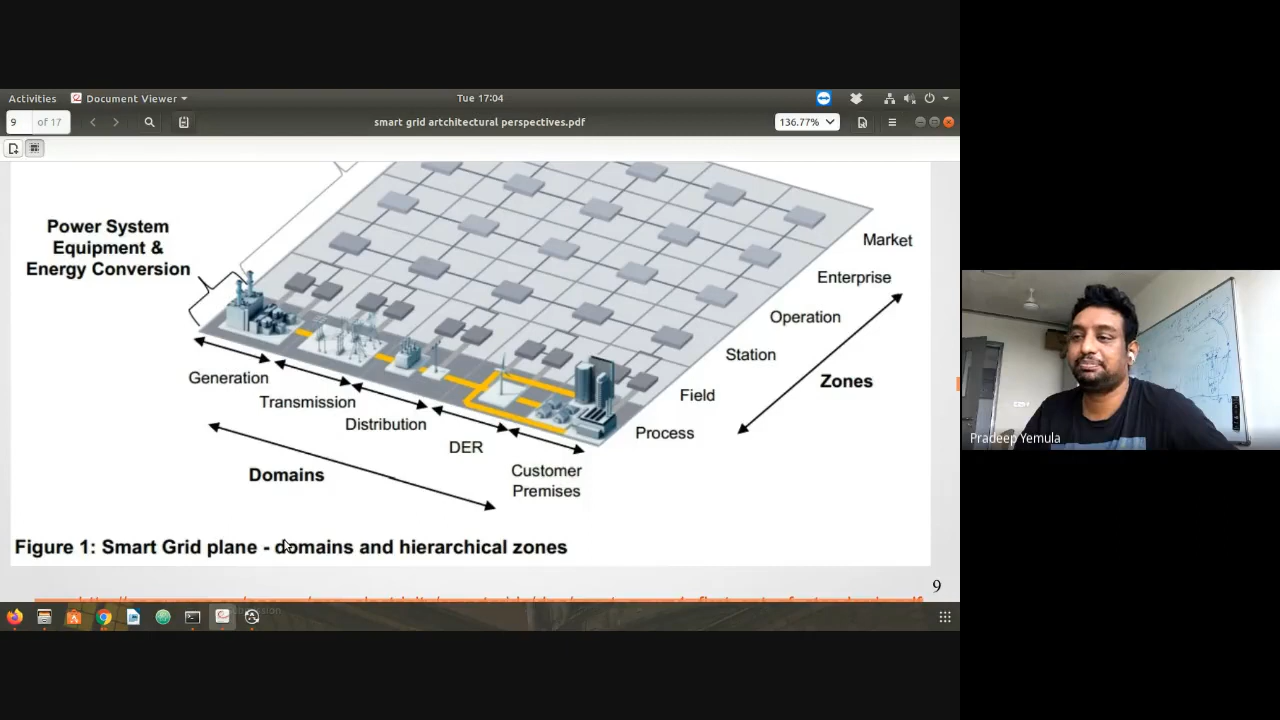 Activities
Document Viewer
Tue 17:04
9
of 17
smart grid artchitectural perspectives.pdf
136.77%
Power System
Equipment &
Energy Conversion
Market
Enterprise
Operation
Station
Field
Process
Zones
Generation
Transmission
Distribution
DER
Customer
Premises
Domains
Figure 1: Smart Grid plane - domains and hierarchical zones
9
Pradeep Yemula